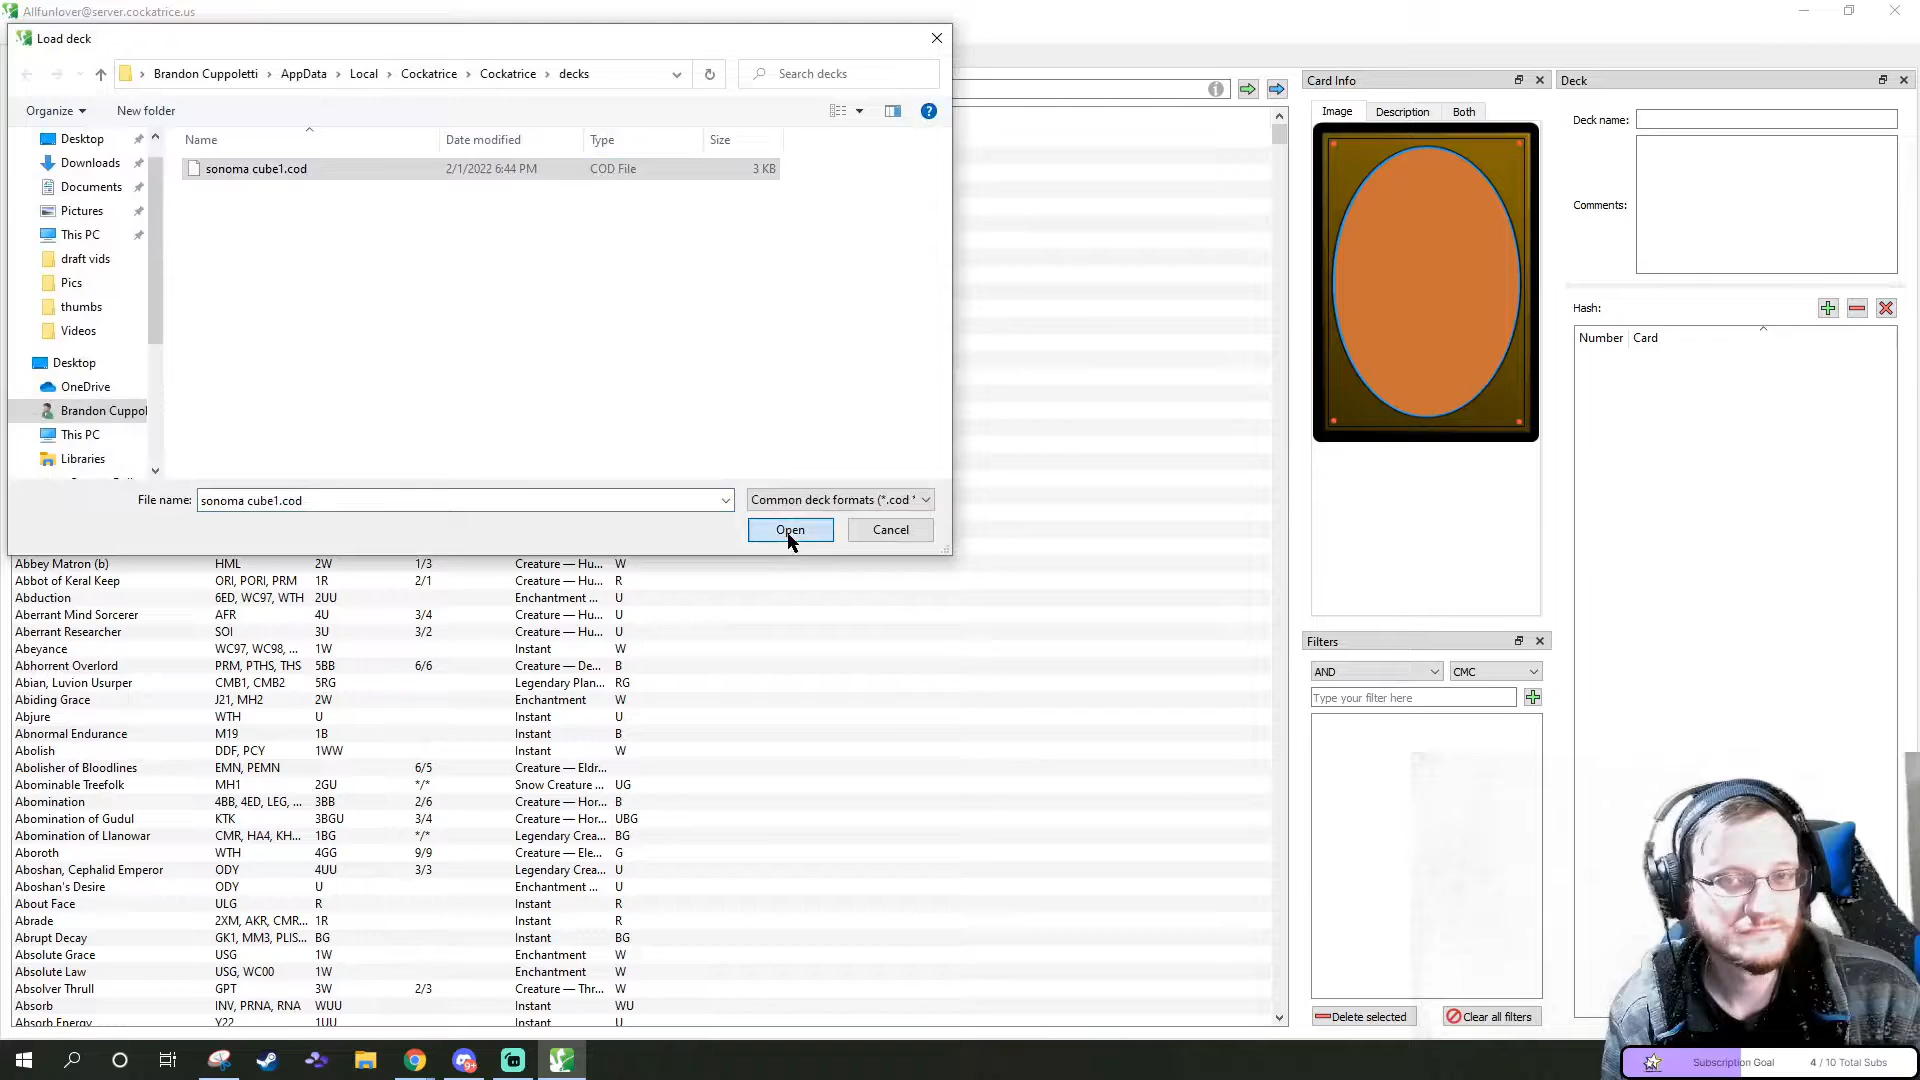 Allfunlover@server.cockatrice.us
Load deck
Brandon Cuppoletti > AppData > Local > Cockatrice > Cockatrice > decks
Search decks
Organize
New folder
Name
Date modified
Type
Size
sonoma cube1.cod 2/1/2022 6:44 PM COD File 3 KB
Desktop
Downloads
Documents
Pictures
This PC
draft vids
Pics
thumbs
Videos
Desktop
OneDrive
Brandon Cuppol
This PC
Libraries
File name: sonoma cube1.cod
Common deck formats (*.cod *
Open
Cancel
Abbey Matron (b) HML 2W 1/3 Creature — Hu... W
Abbot of Keral Keep ORI, PORI, PRM 1R 2/1 Creature — Hu... R
Abduction 6ED, WC97, WTH 2UU Enchantment ... U
Aberrant Mind Sorcerer AFR 4U 3/4 Creature — Hu... U
Aberrant Researcher SOI 3U 3/2 Creature — Hu... U
Abeyance WC97, WC98, ... 1W Instant W
Abhorrent Overlord PRM, PTHS, THS 5BB 6/6 Creature — De... B
Abian, Luvion Usurper CMB1, CMB2 5RG Legendary Plan... RG
Abiding Grace J21, MH2 2W Enchantment W
Abjure WTH U Instant U
Abnormal Endurance M19 1B Instant B
Abolish DDF, PCY 1WW Instant W
Abolisher of Bloodlines EMN, PEMN 6/5 Creature — Eldr...
Abominable Treefolk MH1 2GU */* Snow Creature ... UG
Abomination 4BB, 4ED, LEG, ... 3BB 2/6 Creature — Hor... B
Abomination of Gudul KTK 3BGU 3/4 Creature — Hor... UBG
Abomination of Llanowar CMR, HA4, KH... 1BG */* Legendary Crea... BG
Aboroth WTH 4GG 9/9 Creature — Ele... G
Aboshan, Cephalid Emperor ODY 4UU 3/3 Legendary Crea... U
Aboshan's Desire ODY U Enchantment ... U
About Face ULG R Instant R
Abrade 2XM, AKR, CMR... 1R Instant R
Abrupt Decay GK1, MM3, PLIS... BG Instant BG
Absolute Grace USG 1W Enchantment W
Absolute Law USG, WC00 1W Enchantment W
Absolver Thrull GPT 3W 2/3 Creature — Thr... W
Absorb INV, PRNA, RNA WUU Instant WU
Absorb Energy Y22 1UU Instant U
Card Info
Image
Description
Both
Filters
AND
CMC
Type your filter here
Delete selected
Clear all filters
Deck
Deck name:
Comments:
Hash:
Number Card
9+
Subscription Goal 4 / 10 Total Subs